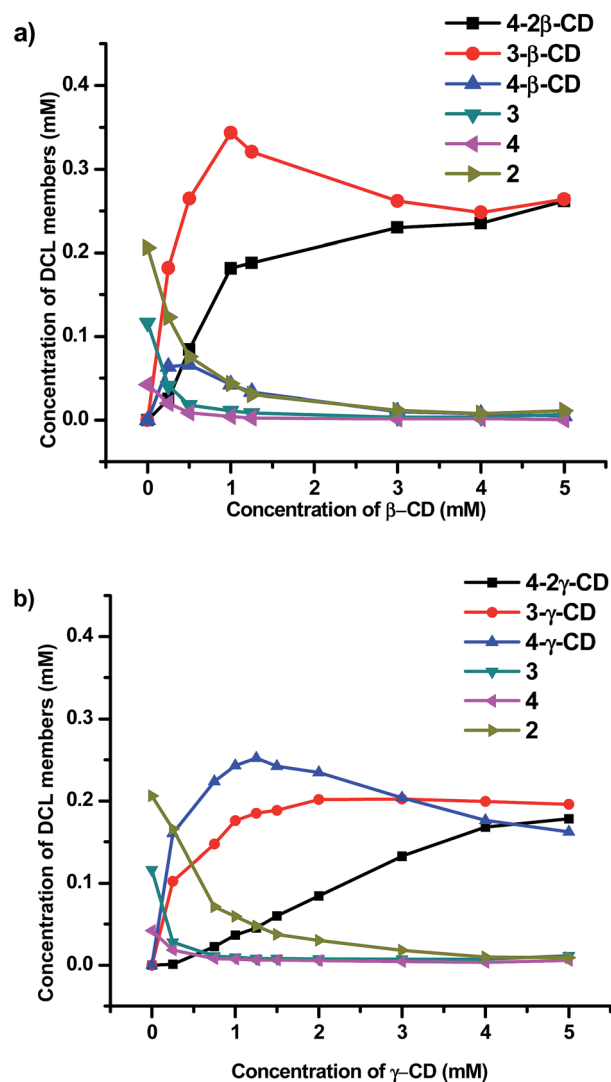 a)
4-2β-CD
3-β-CD
4-β-CD
3
4
2
Concentration of DCL members (mM)
0.4
0.3
0.2
0.1
0.0
0 1 2 3 4 5
Concentration of β–CD (mM)
b)
4-2γ-CD
3-γ-CD
4-γ-CD
3
4
2
Concentration of DCL members (mM)
0.4
0.3
0.2
0.1
0.0
0 1 2 3 4 5
Concentration of γ–CD (mM)